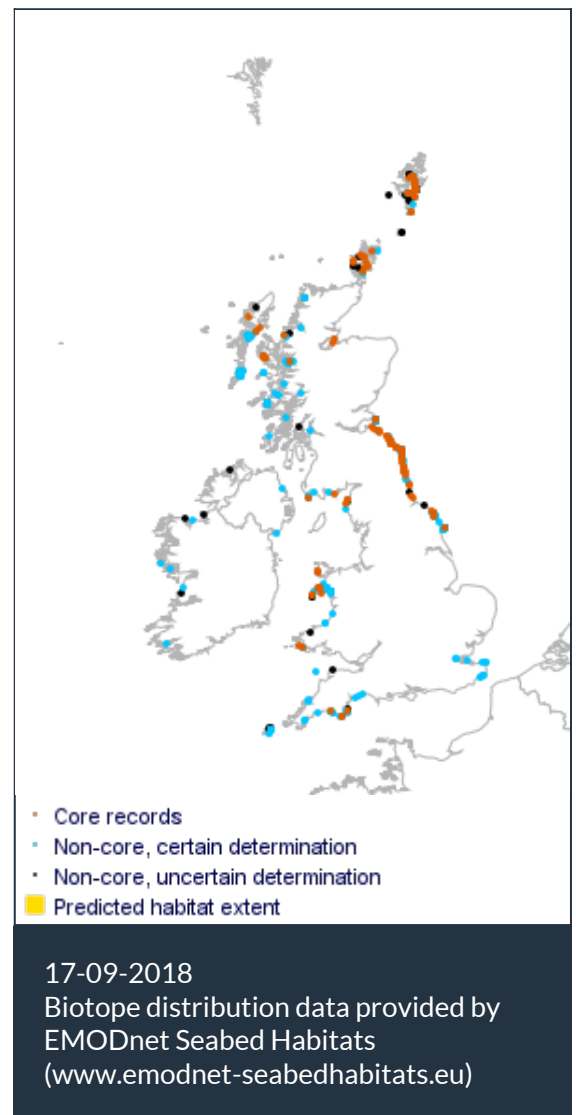 Core records
Non-core, certain determination
Non-core, uncertain determination
Predicted habitat extent
17-09-2018
Biotope distribution data provided by
EMODnet Seabed Habitats
(www.emodnet-seabedhabitats.eu)